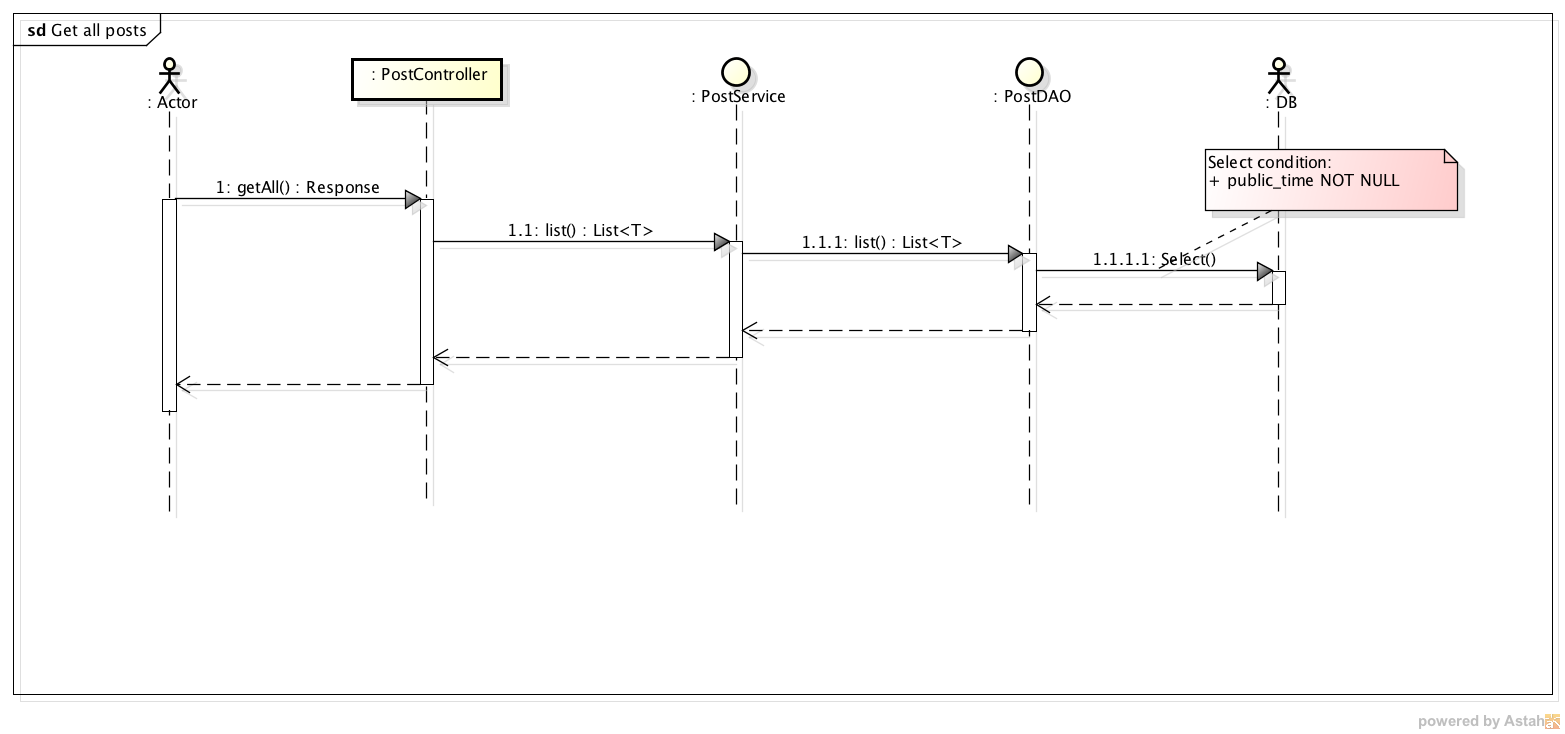 sd Get all posts
: Actor
: PostController
: PostService
: PostDAO
: DB
Select condition:
+ public_time NOT NULL
1: getAll() : Response
1.1: list() : List<T>
1.1.1: list() : List<T>
1.1.1.1: Select()
powered by Astah